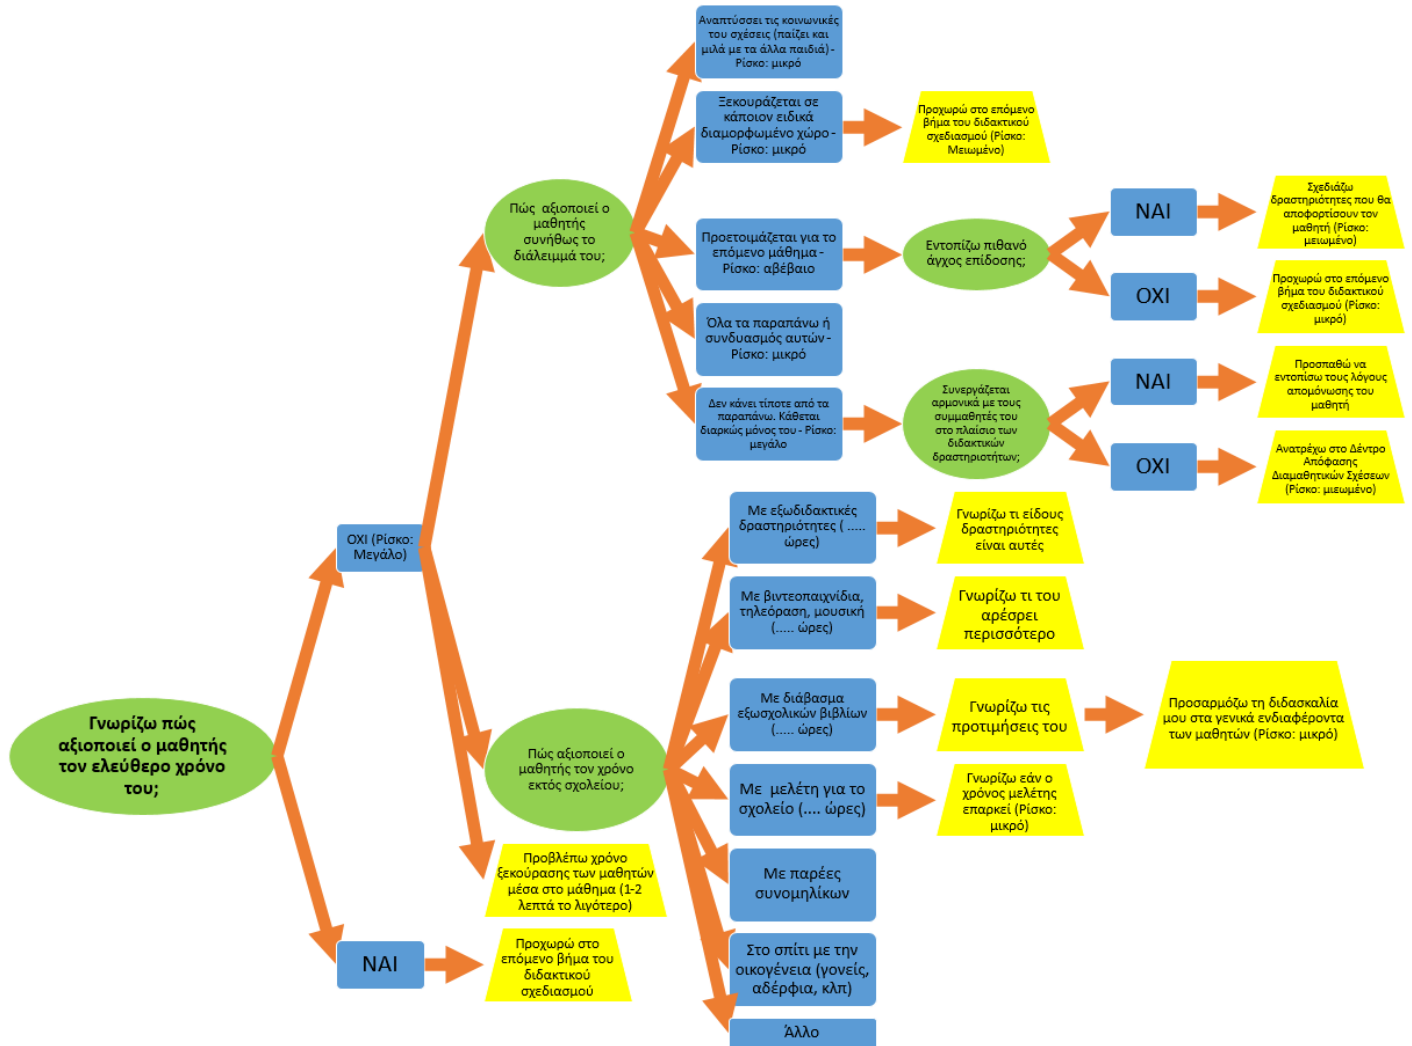 Αναπτύσσει τις κοινωνικές
του σχέσεις (παίζει και
μιλά με τα άλλα παιδιά) -
Ρίσκο: μικρό
Ξεκουράζεται σε
κάποιον ειδικά
διαμορφωμένο χώρο -
Ρίσκο: μικρό
Προχωρώ στο επόμενο
βήμα του διδακτικού
σχεδιασμού (Ρίσκο:
Μειωμένο)
Πώς αξιοποιεί ο
μαθητής
συνήθως το
διάλειμμά του;
Προετοιμάζεται για το
επόμενο μάθημα -
Ρίσκο: αβέβαιο
Εντοπίζω πιθανό
άγχος επίδοσης;
ΝΑΙ
Σχεδιάζω
δραστηριότητες που θα
αποφορτίσουν τον
μαθητή (Ρίσκο:
μειωμένο)
ΟΧΙ
Προχωρώ στο επόμενο
βήμα του διδακτικού
σχεδιασμού (Ρίσκο:
μικρό)
Όλα τα παραπάνω ή
συνδυασμός αυτών -
Ρίσκο: μικρό
Δεν κάνει τίποτε από τα
παραπάνω. Κάθεται
διαρκώς μόνος του - Ρίσκο:
μεγάλο
Συνεργάζεται
αρμονικά με τους
συμμαθητές του
στο πλαίσιο των
διδακτικών
δραστηριοτήτων;
ΝΑΙ
Προσπαθώ να
εντοπίσω τους λόγους
απομόνωσης του
μαθητή
ΟΧΙ
Ανατρέχω στο Δέντρο
Απόφασης
Διαμαθητικών Σχέσεων
(Ρίσκο: μιεωμένο)
ΟΧΙ (Ρίσκο:
Μεγάλο)
Με εξωδιδακτικές
δραστηριότητες ( .....
ώρες)
Γνωρίζω τι είδους
δραστηριότητες
είναι αυτές
Με βιντεοπαιχνίδια,
τηλεόραση, μουσική
(..... ώρες)
Γνωρίζω τι του
αρέσρει
περισσότερο
Γνωρίζω πώς
αξιοποιεί ο μαθητής
τον ελεύθερο χρόνο
του;
Πώς αξιοποιεί ο
μαθητής τον χρόνο
εκτός σχολείου;
Με διάβασμα
εξωσχολικών βιβλίων
(..... ώρες)
Γνωρίζω τις
προτιμήσεις του
Προσαρμόζω τη διδασκαλία
μου στα γενικά ενδιαφέροντα
των μαθητών (Ρίσκο: μικρό)
Με μελέτη για το
σχολείο (.... ώρες)
Γνωρίζω εάν ο
χρόνος μελέτης
επαρκεί (Ρίσκο:
μικρό)
Προβλέπω χρόνο
ξεκούρασης των μαθητών
μέσα στο μάθημα (1-2
λεπτά το λιγότερο)
Με παρέες
συνομηλίκων
Στο σπίτι με την
οικογένεια (γονείς,
αδέρφια, κλπ)
Άλλο
ΝΑΙ
Προχωρώ στο
επόμενο βήμα του
διδακτικού
σχεδιασμού